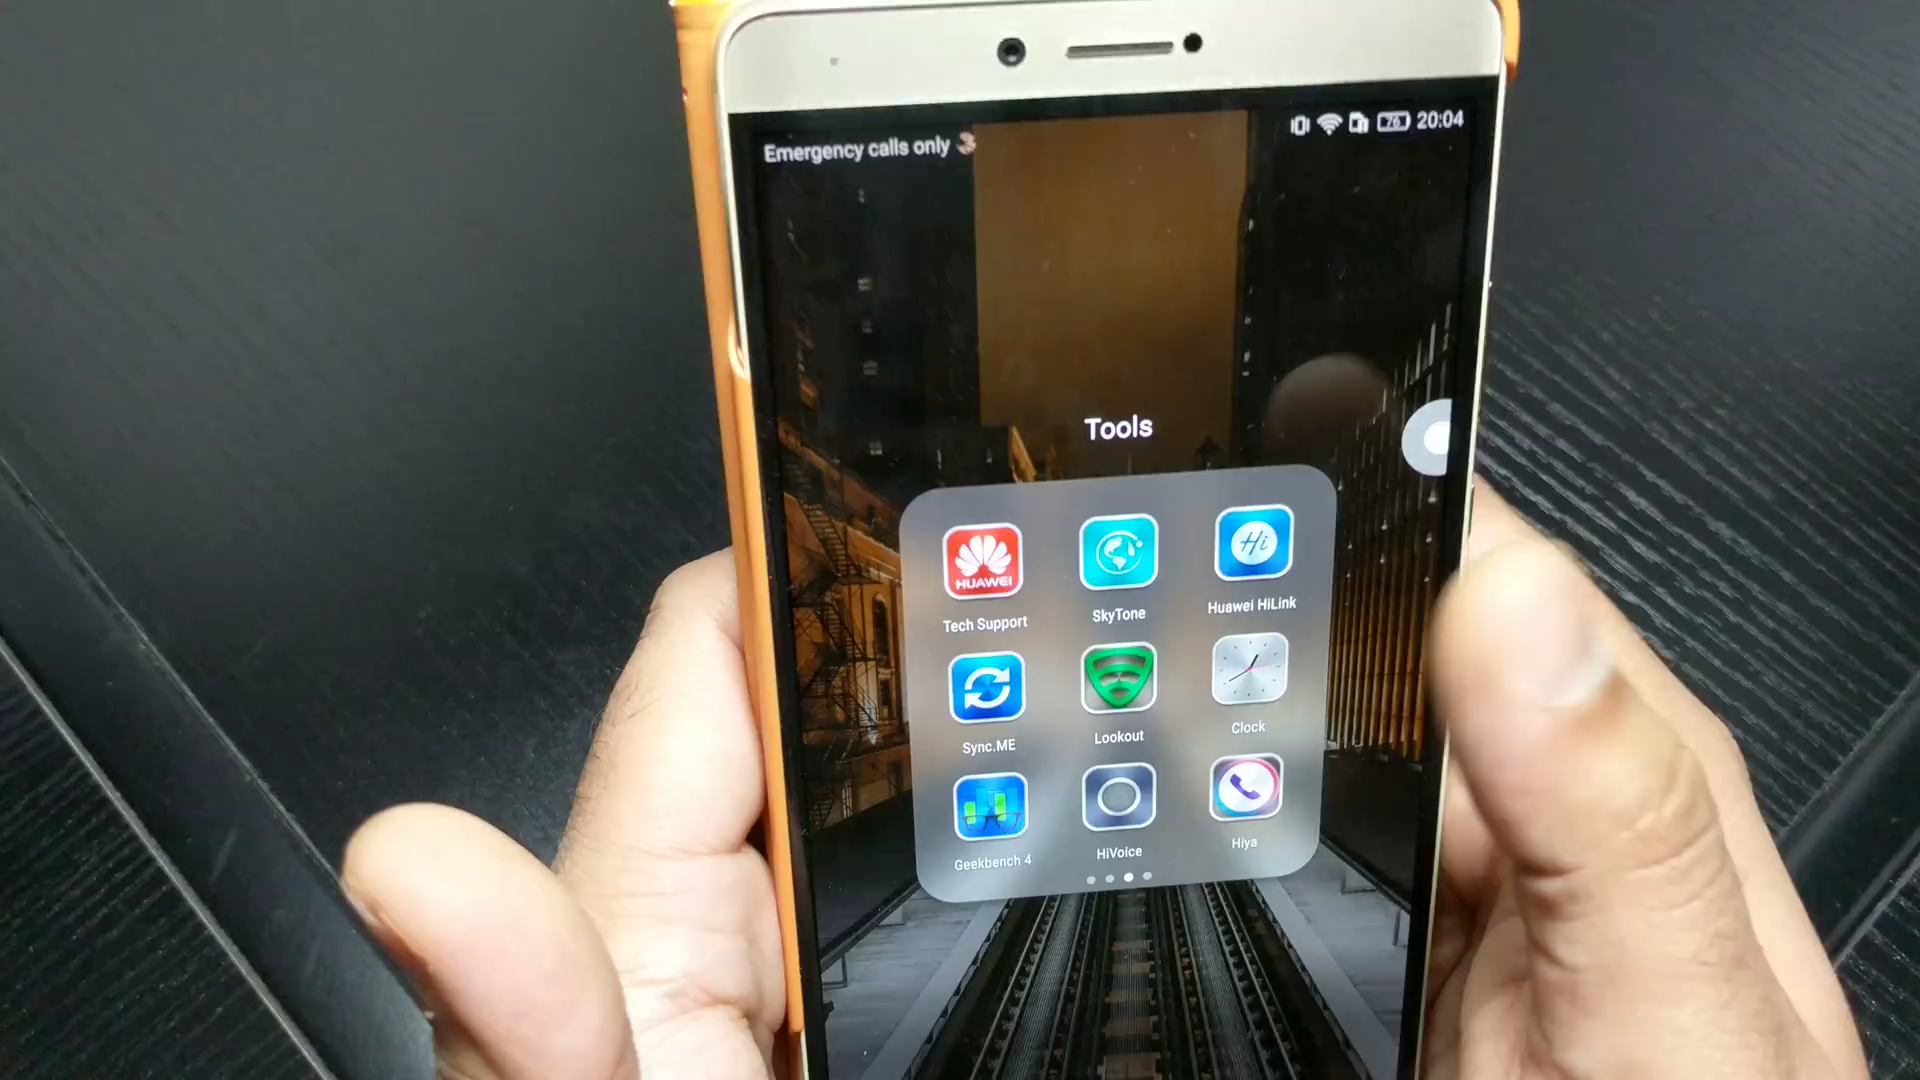 Emergency calls only
76 20:04
Tools
HUAWEI
Hi
Tech Support
SkyTone
Huawei HiLink
Sync.ME
Lookout
Clock
Geekbench 4
HiVoice
Hiya